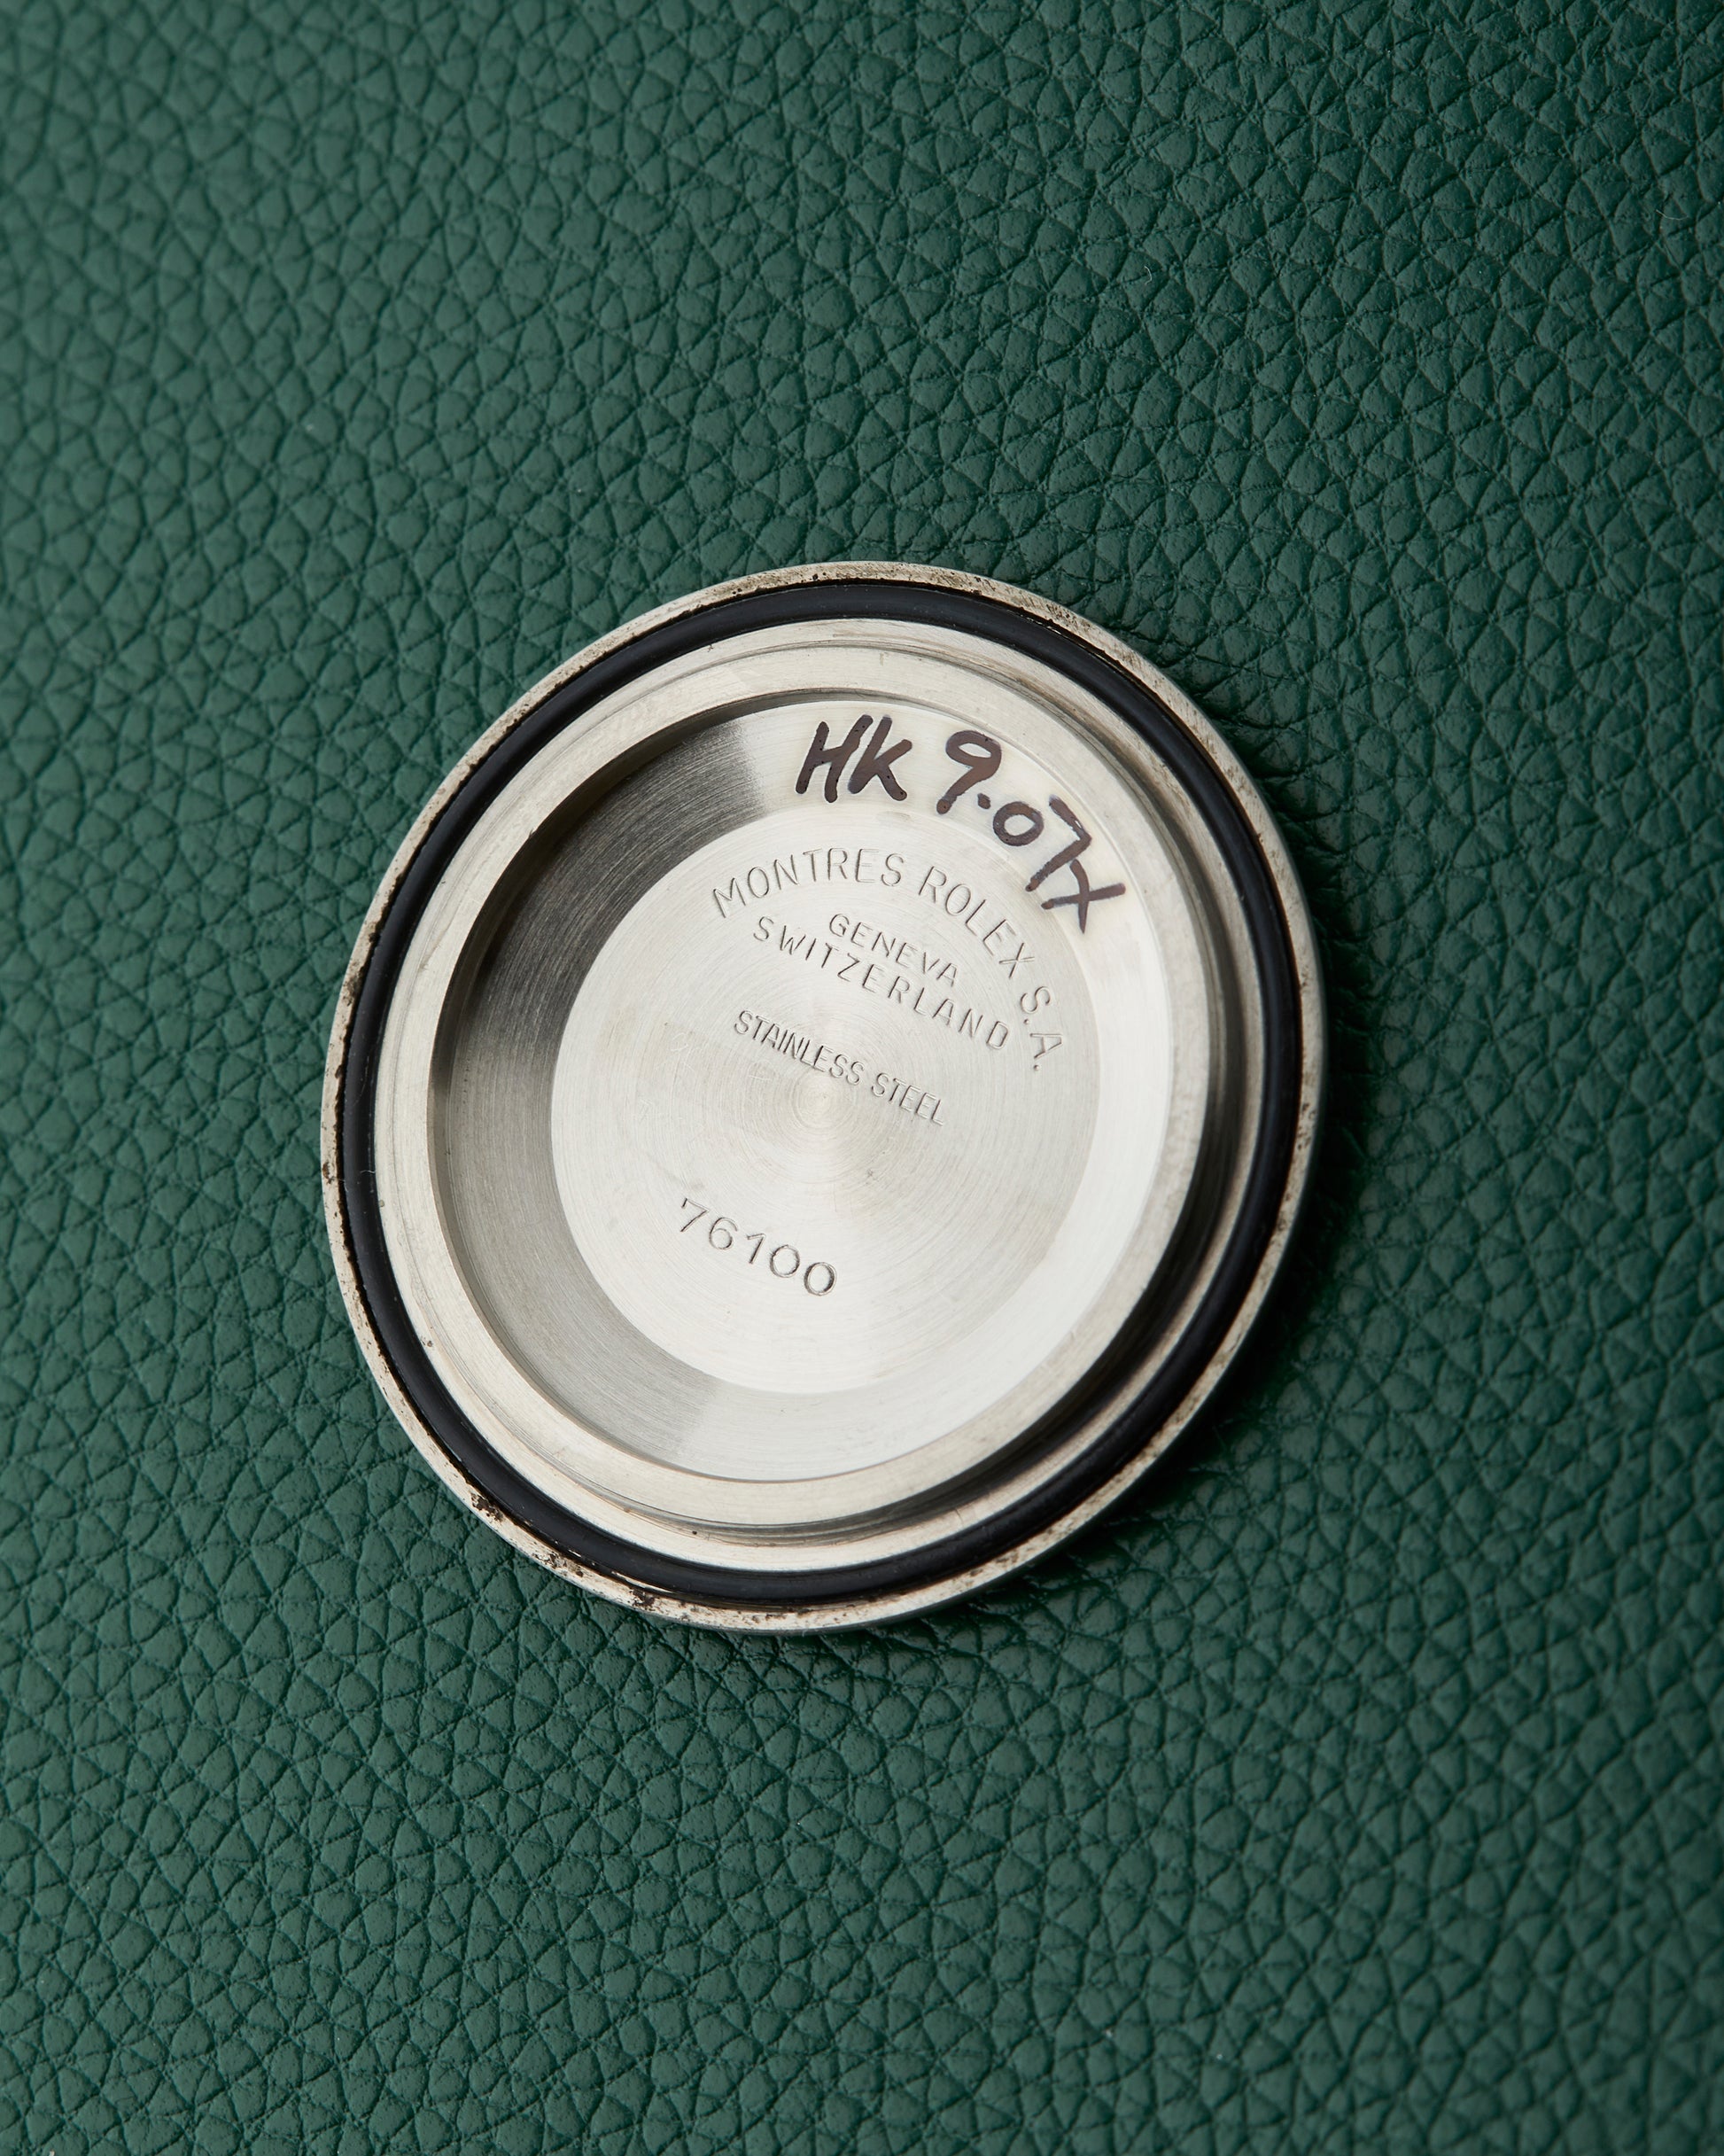 HK 9.07X
MONTRES ROLEX S.A.
GENEVA
SWITZERLAND
STAINLESS STEEL
76100